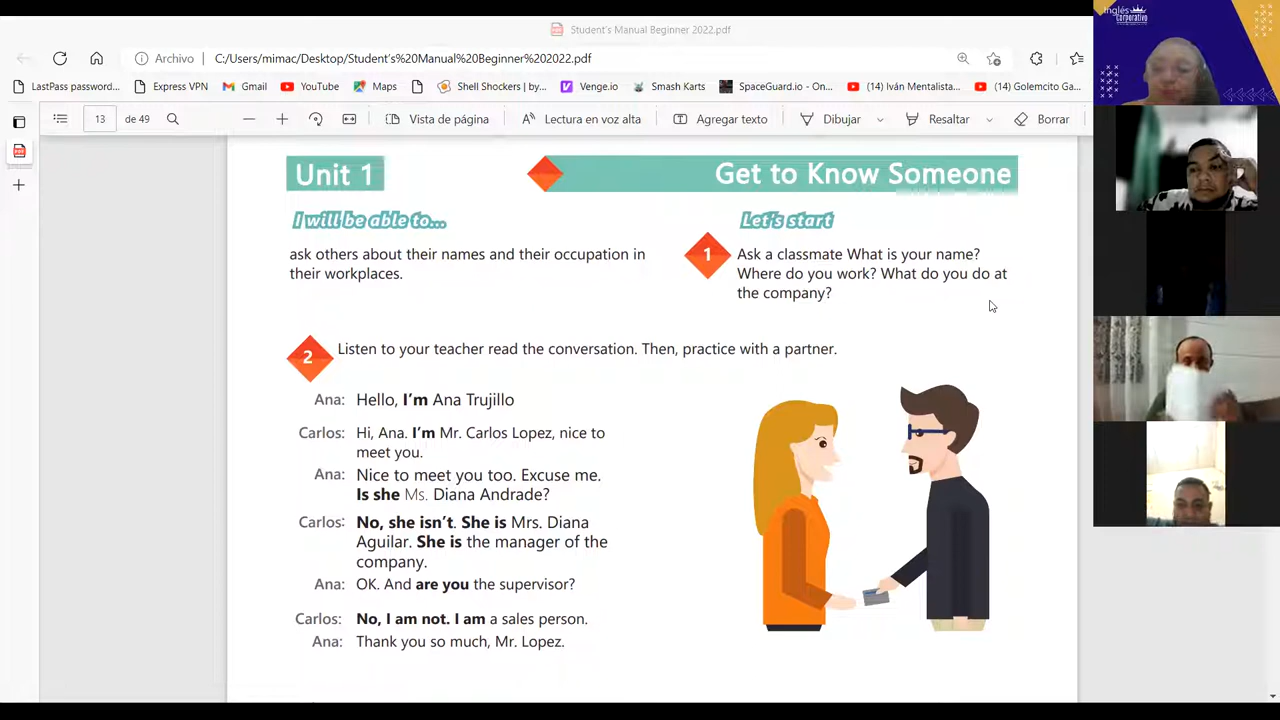 Student's Manual Beginner 2022.pdf
Archivo
C:/Users/mimac/Desktop/Student's%20Manual%20Beginner%202022.pdf
LastPass password...
Express VPN
Gmail
YouTube
Maps
Shell Shockers | by...
Venge.io
Smash Karts
SpaceGuard.io - On...
(14) Iván Mentalista...
(14) Golemcito Ga...
13
de 49
Vista de página
Lectura en voz alta
Agregar texto
Dibujar
Resaltar
Borrar
Inglés
Corporativo
Unit 1
Get to Know Someone
I will be able to...
ask others about their names and their occupation in
their workplaces.
Let's start
1
Ask a classmate What is your name?
Where do you work? What do you do at
the company?
2
Listen to your teacher read the conversation. Then, practice with a partner.
Ana: Hello, I'm Ana Trujillo
Carlos: Hi, Ana. I'm Mr. Carlos Lopez, nice to
meet you.
Ana: Nice to meet you too. Excuse me.
Is she Ms. Diana Andrade?
Carlos: No, she isn't. She is Mrs. Diana
Aguilar. She is the manager of the
company.
Ana: OK. And are you the supervisor?
Carlos: No, I am not. I am a sales person.
Ana: Thank you so much, Mr. Lopez.